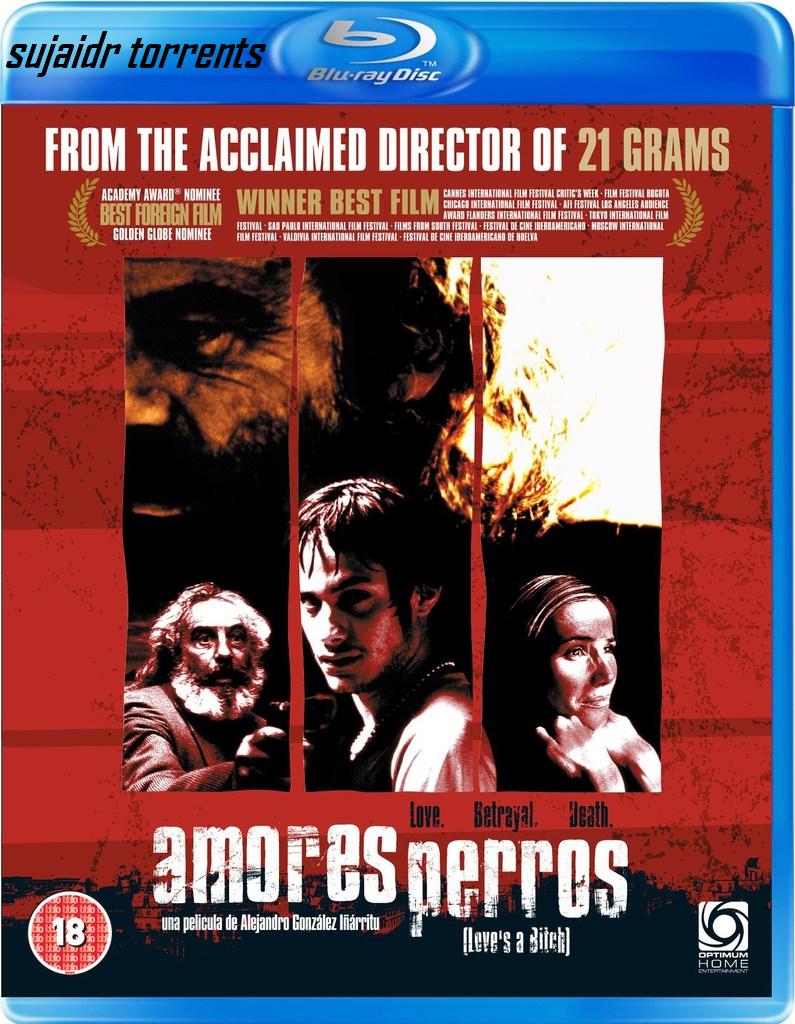 sujaidr torrents
Blu-ray Disc
TM
FROM THE ACCLAIMED DIRECTOR OF 21 GRAMS
ACADEMY AWARD® NOMINEE
BEST FOREIGN FILM
GOLDEN GLOBE NOMINEE
WINNER BEST FILM
CANNES INTERNATIONAL FILM FESTIVAL CRITIC'S WEEK · FILM FESTIVAL BOGOTA
CHICAGO INTERNATIONAL FILM FESTIVAL · AFI FESTIVAL LOS ANGELES AUDIENCE
AWARD FLANDERS INTERNATIONAL FILM FESTIVAL · TOKYO INTERNATIONAL FILM
FESTIVAL · SAO PAULO INTERNATIONAL FILM FESTIVAL · FILMS FROM SOUTH FESTIVAL · FESTIVAL DE CINE IBEROAMERICANO · MOSCOW INTERNATIONAL
FILM FESTIVAL · VALDIVIA INTERNATIONAL FILM FESTIVAL · FESTIVAL DE CINE IBEROAMERICANO DE HUELVA
Love. Betrayal. Death.
amores perros
una pelicula de Alejandro González Iñárritu
(Love's a Bitch)
18
OPTIMUM
HOME
ENTERTAINMENT